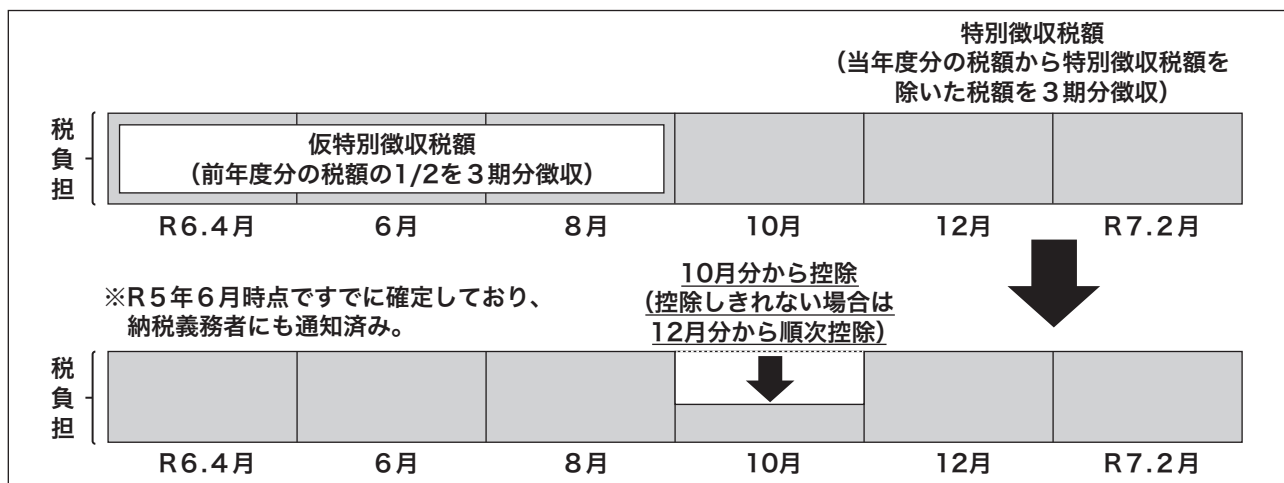 特別徴収税額
（当年度分の税額から特別徴収税額を
除いた税額を３期分徴収）
税負担
仮特別徴収税額
（前年度分の税額の1/2を３期分徴収）
R６.４月
６月
８月
10月
12月
R７.２月
※R５年６月時点ですでに確定しており、
納税義務者にも通知済み。
10月分から控除
（控除しきれない場合は
12月分から順次控除）
税負担
R６.４月
６月
８月
10月
12月
R７.２月